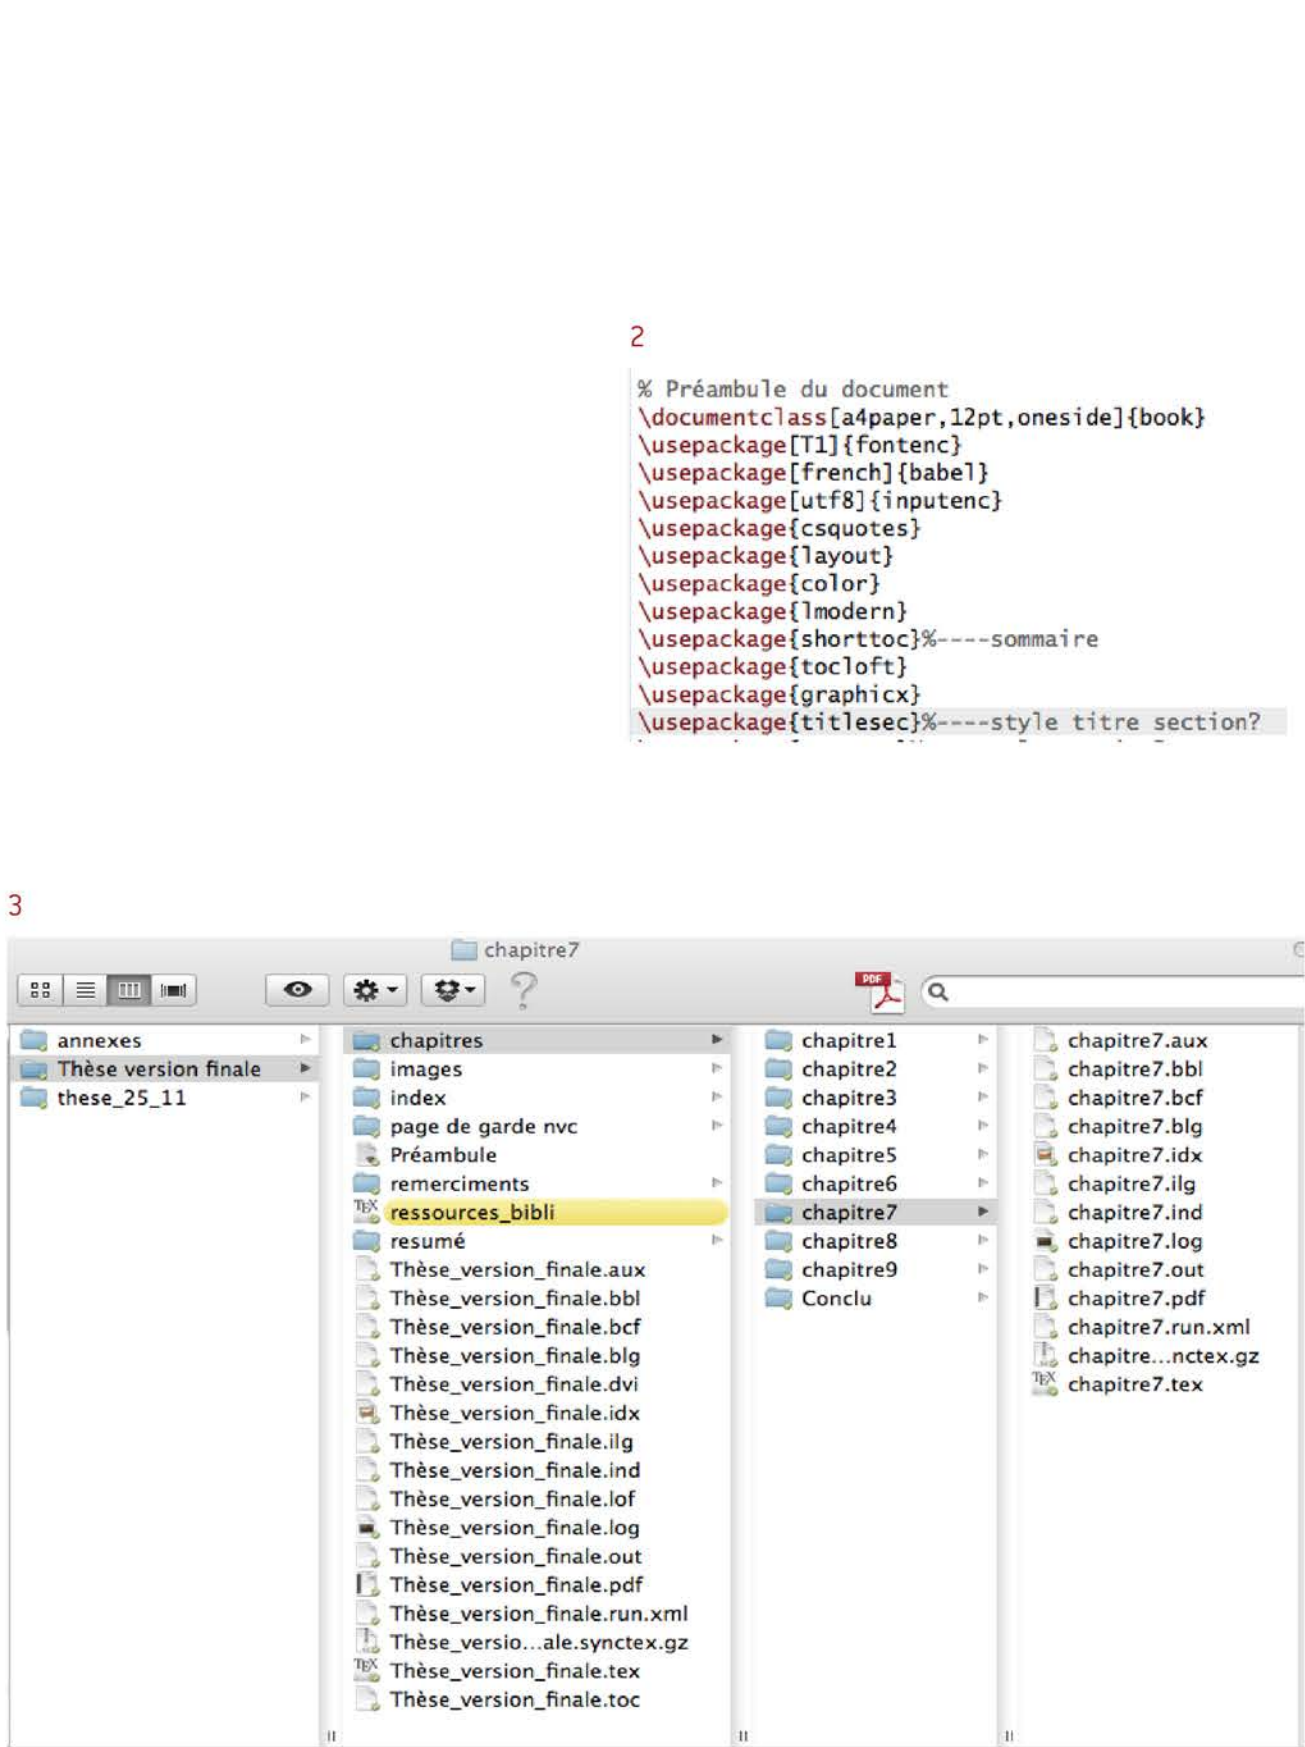 2
% Préambule du document
\documentclass[a4paper,12pt,oneside]{book}
\usepackage[T1]{fontenc}
\usepackage[french]{babel}
\usepackage[utf8]{inputenc}
\usepackage{csquotes}
\usepackage{layout}
\usepackage{color}
\usepackage{lmodern}
\usepackage{shorttoc}%----sommaire
\usepackage{tocloft}
\usepackage{graphicx}
\usepackage{titlesec}%----style titre section?
3
chapitre7
?
PDF
annexes
Thèse version finale
these_25_11
chapitres
images
index
page de garde nvc
Préambule
remerciments
TEX ressources_bibli
resumé
Thèse_version_finale.aux
Thèse_version_finale.bbl
Thèse_version_finale.bcf
Thèse_version_finale.blg
Thèse_version_finale.dvi
Thèse_version_finale.idx
Thèse_version_finale.ilg
Thèse_version_finale.ind
Thèse_version_finale.lof
Thèse_version_finale.log
Thèse_version_finale.out
Thèse_version_finale.pdf
Thèse_version_finale.run.xml
Thèse_versio...ale.synctex.gz
TEX Thèse_version_finale.tex
Thèse_version_finale.toc
chapitre1
chapitre2
chapitre3
chapitre4
chapitre5
chapitre6
chapitre7
chapitre8
chapitre9
Conclu
chapitre7.aux
chapitre7.bbl
chapitre7.bcf
chapitre7.blg
chapitre7.idx
chapitre7.ilg
chapitre7.ind
chapitre7.log
chapitre7.out
chapitre7.pdf
chapitre7.run.xml
chapitre...nctex.gz
TEX chapitre7.tex